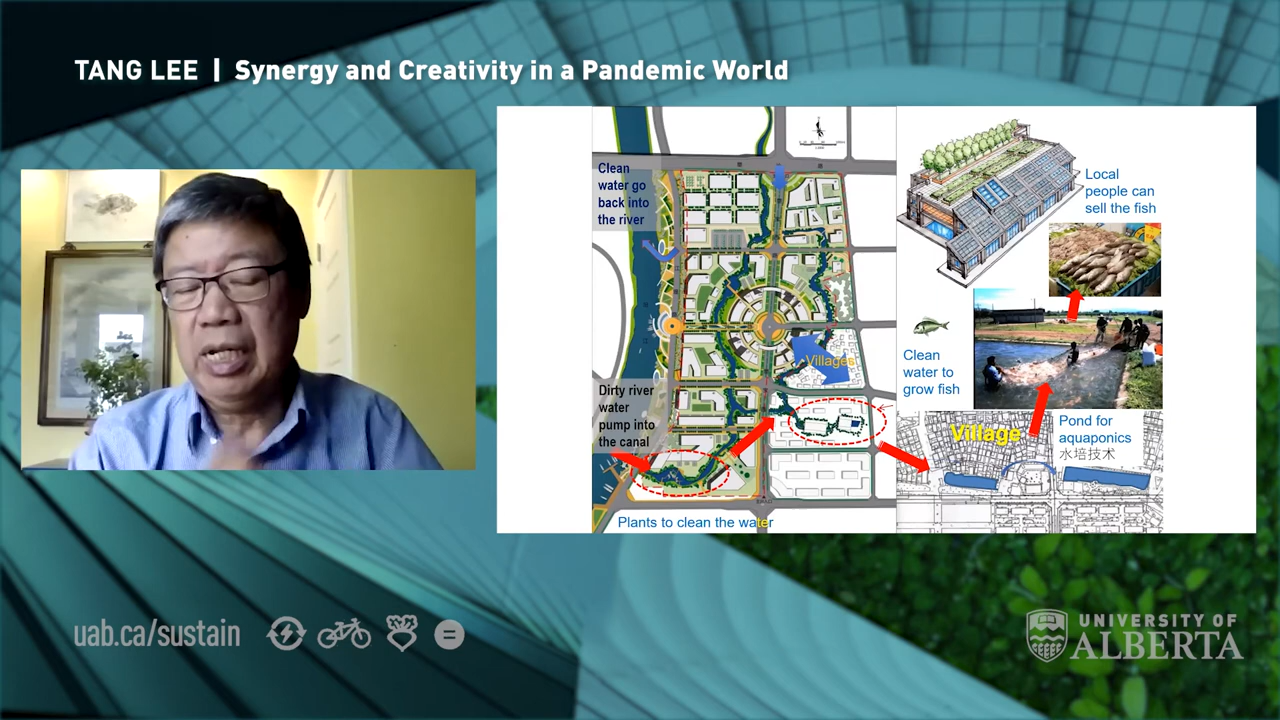 TANG LEE | Synergy and Creativity in a Pandemic World
Clean
water go
back into
the river
Villages
Dirty river
water
pump into
the canal
Plants to clean the water
Local
people can
sell the fish
Clean
water to
grow fish
Village
Pond for
aquaponics
水培技术
uab.ca/sustain
UNIVERSITY OF
ALBERTA